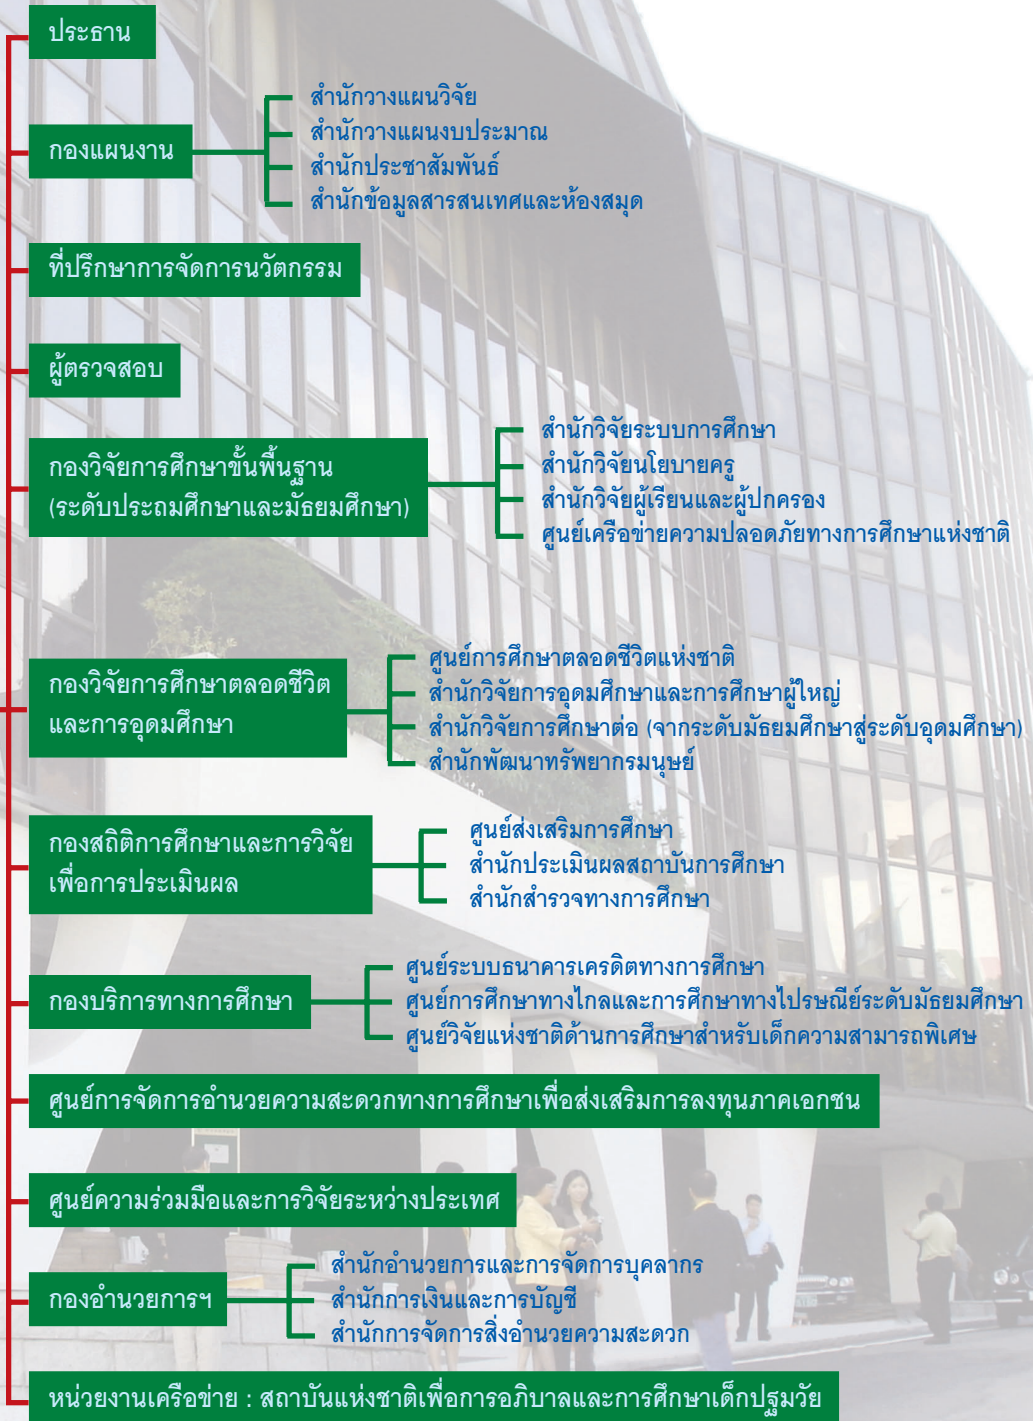 ประธาน
กองแผนงาน
สำนักวางแผนวิจัย
สำนักวางแผนงบประมาณ
สำนักประชาสัมพันธ์
สำนักข้อมูลสารสนเทศและห้องสมุด
ที่ปรึกษาการจัดการนวัตกรรม
ผู้ตรวจสอบ
กองวิจัยการศึกษาขั้นพื้นฐาน
(ระดับประถมศึกษาและมัธยมศึกษา)
สำนักวิจัยระบบการศึกษา
สำนักวิจัยนโยบายครู
สำนักวิจัยผู้เรียนและผู้ปกครอง
ศูนย์เครือข่ายความปลอดภัยทางการศึกษาแห่งชาติ
กองวิจัยการศึกษาตลอดชีวิต
และการอุดมศึกษา
ศูนย์การศึกษาตลอดชีวิตแห่งชาติ
สำนักวิจัยการอุดมศึกษาและการศึกษาผู้ใหญ่
สำนักวิจัยการศึกษาต่อ (จากระดับมัธยมศึกษาสู่ระดับอุดมศึกษา)
สำนักพัฒนาทรัพยากรมนุษย์
กองสถิติการศึกษาและการวิจัย
เพื่อการประเมินผล
ศูนย์ส่งเสริมการศึกษา
สำนักประเมินผลสถาบันการศึกษา
สำนักสำรวจทางการศึกษา
กองบริการทางการศึกษา
ศูนย์ระบบธนาคารเครดิตทางการศึกษา
ศูนย์การศึกษาทางไกลและการศึกษาทางไปรษณีย์ระดับมัธยมศึกษา
ศูนย์วิจัยแห่งชาติด้านการศึกษาสำหรับเด็กความสามารถพิเศษ
ศูนย์การจัดการอำนวยความสะดวกทางการศึกษาเพื่อส่งเสริมการลงทุนภาคเอกชน
ศูนย์ความร่วมมือและการวิจัยระหว่างประเทศ
กองอำนวยการฯ
สำนักอำนวยการและการจัดการบุคลากร
สำนักการเงินและการบัญชี
สำนักการจัดการสิ่งอำนวยความสะดวก
หน่วยงานเครือข่าย : สถาบันแห่งชาติเพื่อการอภิบาลและการศึกษาเด็กปฐมวัย